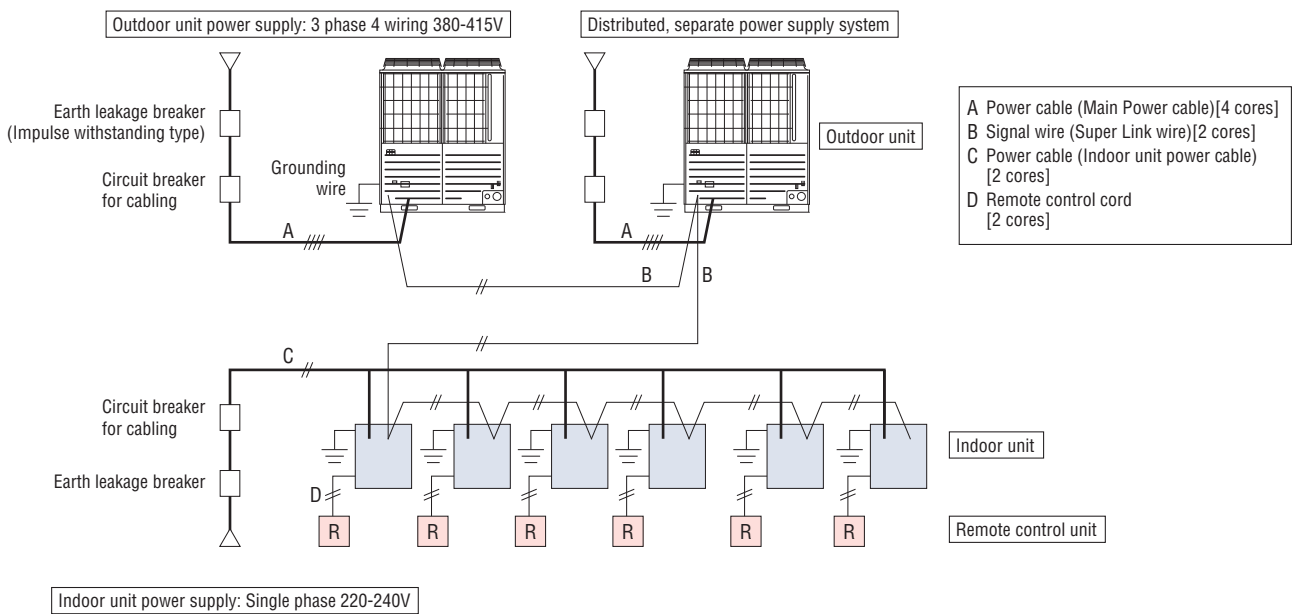 Outdoor unit power supply: 3 phase 4 wiring 380-415V
Distributed, separate power supply system
Earth leakage breaker
(Impulse withstanding type)
Circuit breaker
for cabling
Grounding
wire
Outdoor unit
A Power cable (Main Power cable)[4 cores]
B Signal wire (Super Link wire)[2 cores]
C Power cable (Indoor unit power cable)
[2 cores]
D Remote control cord
[2 cores]
A
A
B
B
C
Circuit breaker
for cabling
Earth leakage breaker
Indoor unit
D
R
R
R
R
R
R
Remote control unit
Indoor unit power supply: Single phase 220-240V